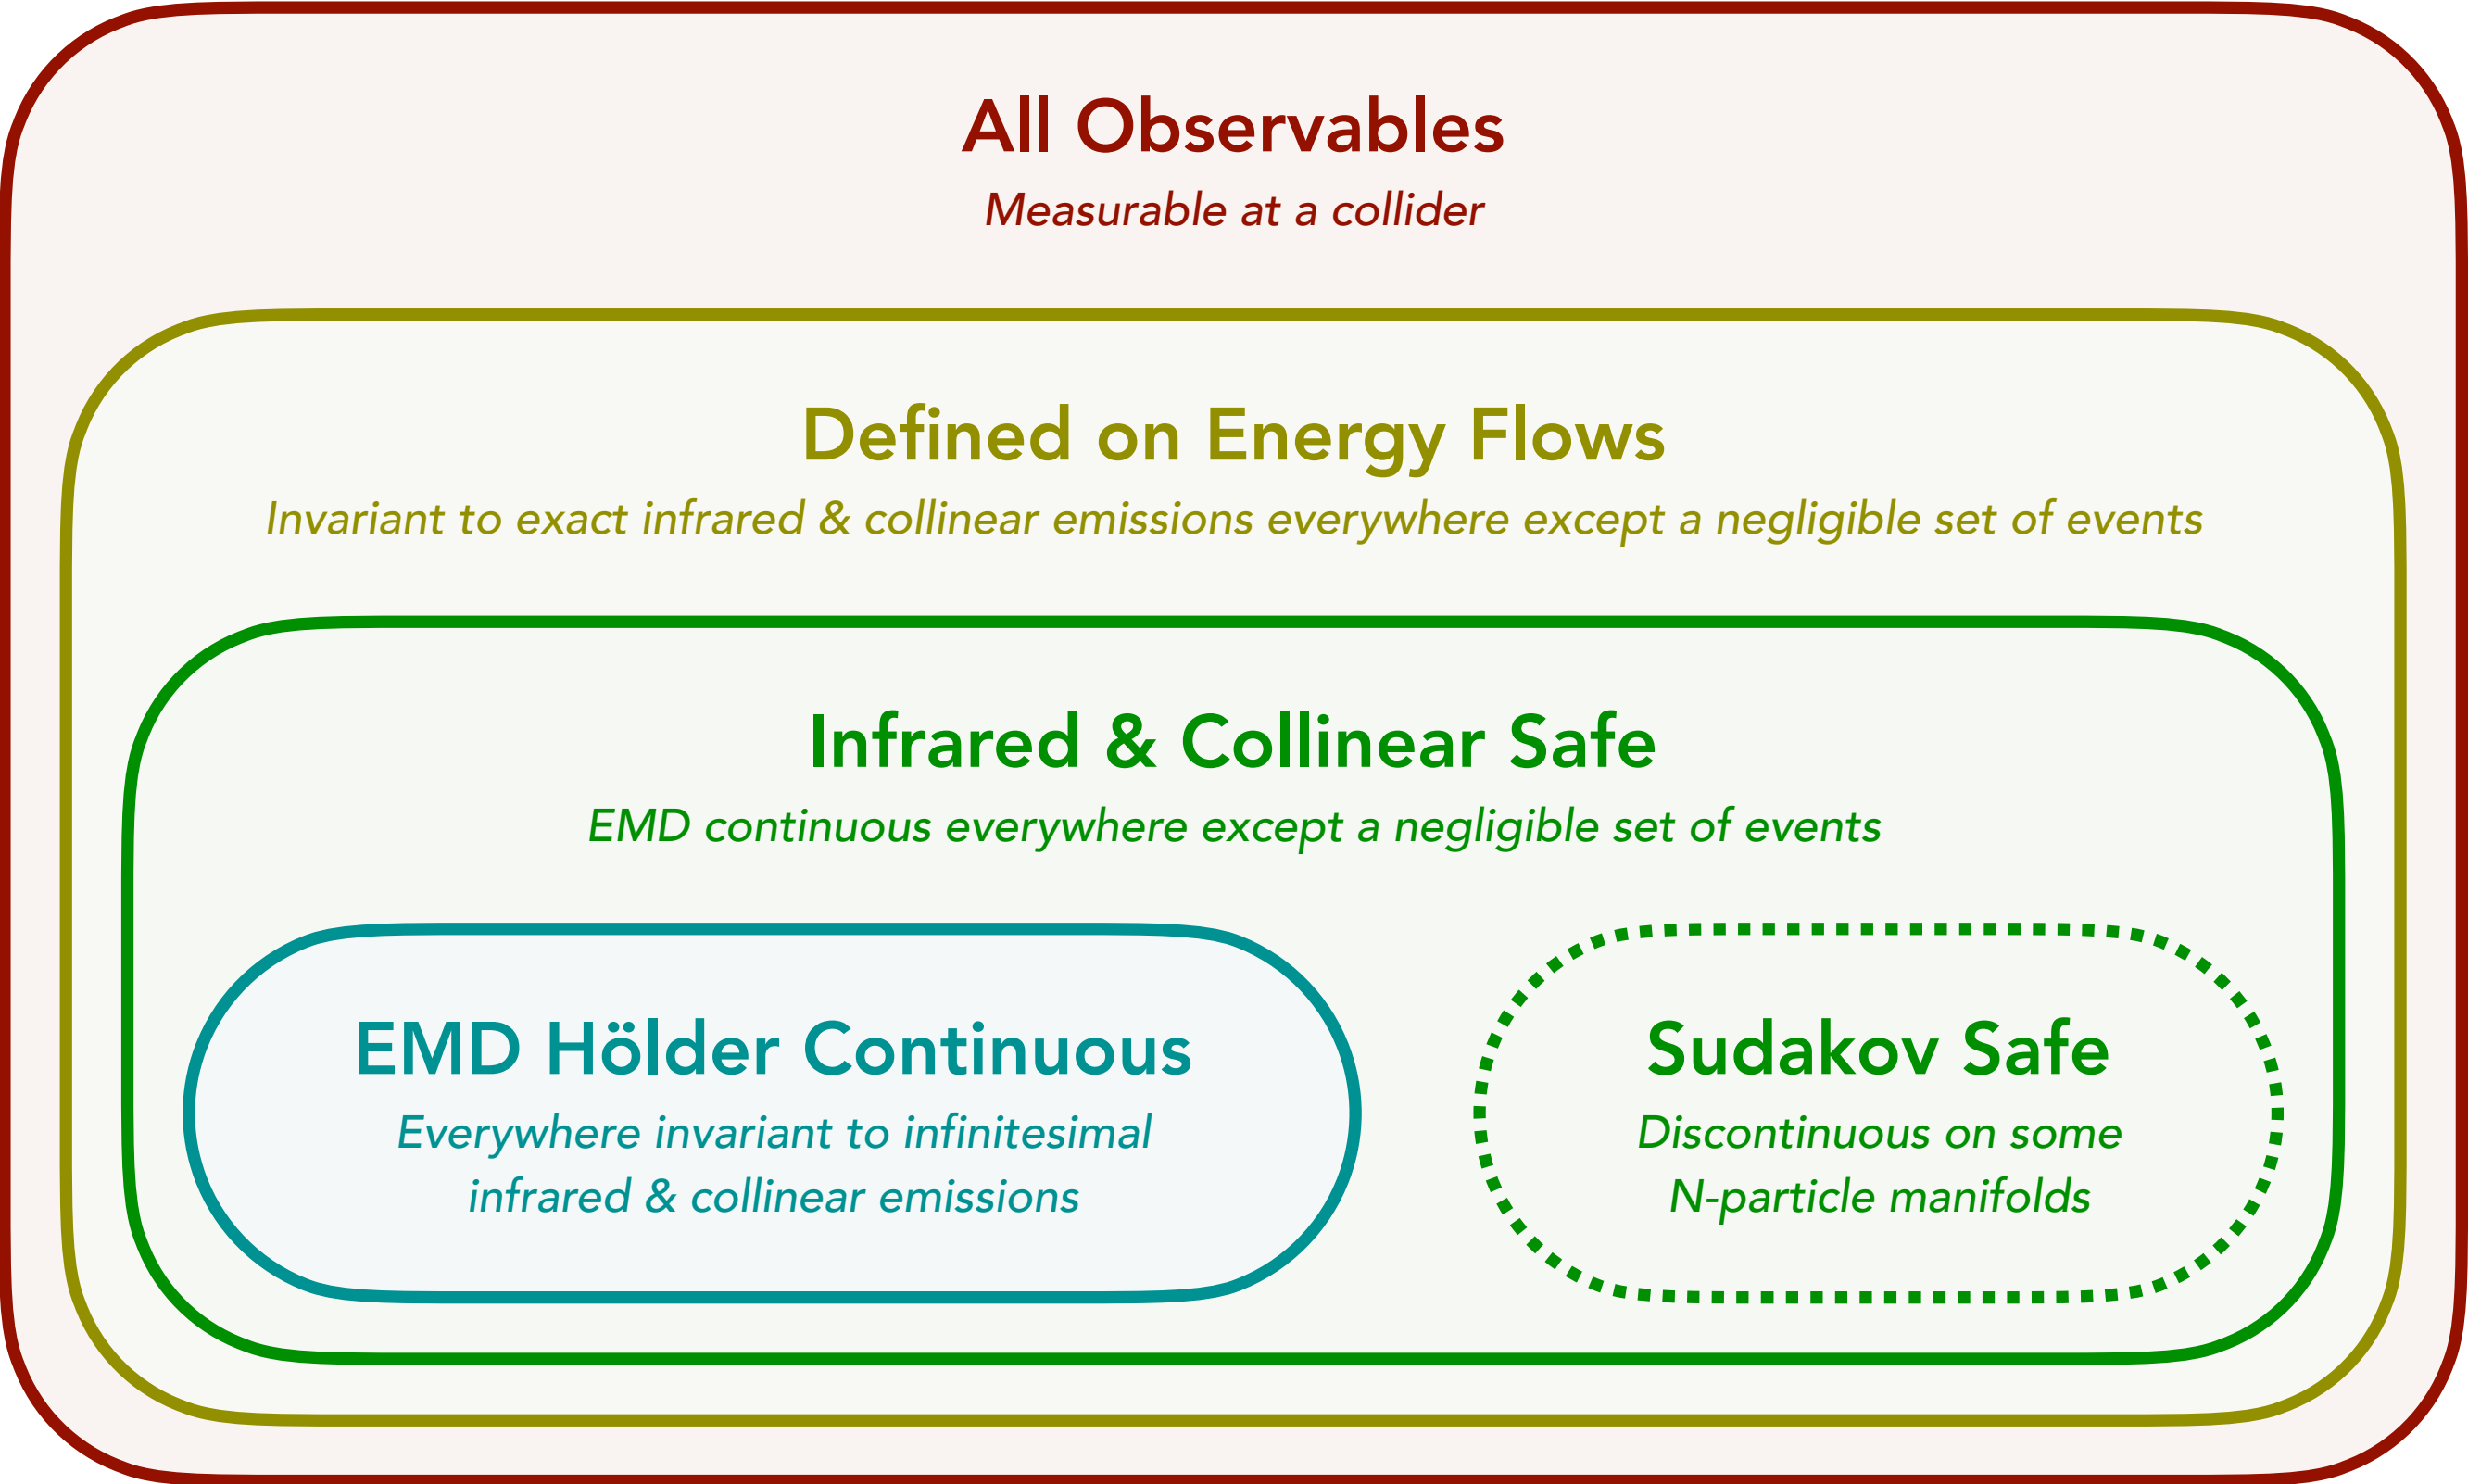 All Observables
Measurable at a collider
Defined on Energy Flows
Invariant to exact infrared & collinear emissions everywhere except a negligible set of events
Infrared & Collinear Safe
EMD continuous everywhere except a negligible set of events
EMD Hölder Continuous
Everywhere invariant to infinitesimal
infrared & collinear emissions
Sudakov Safe
Discontinuous on some
N-particle manifolds